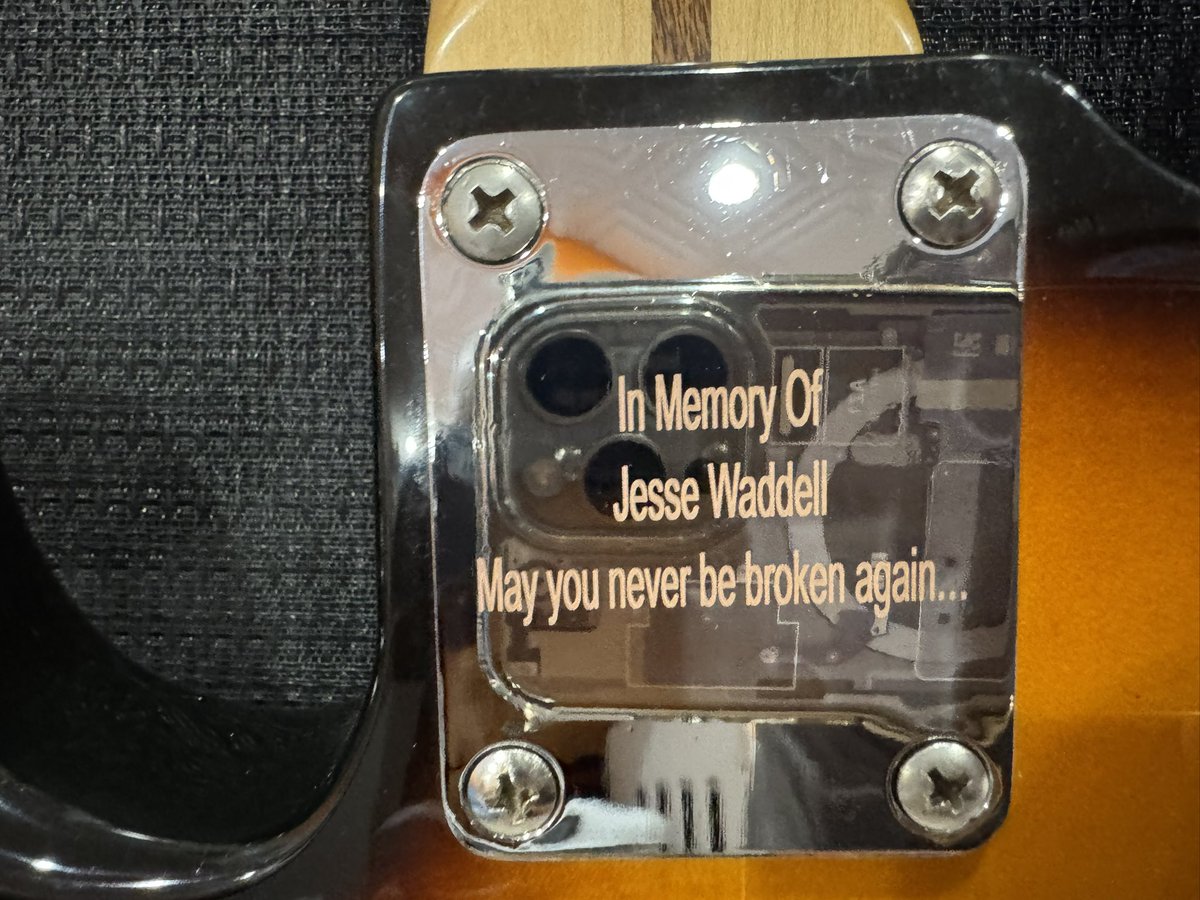 In Memory Of
Jesse Waddell
May you never be broken again...